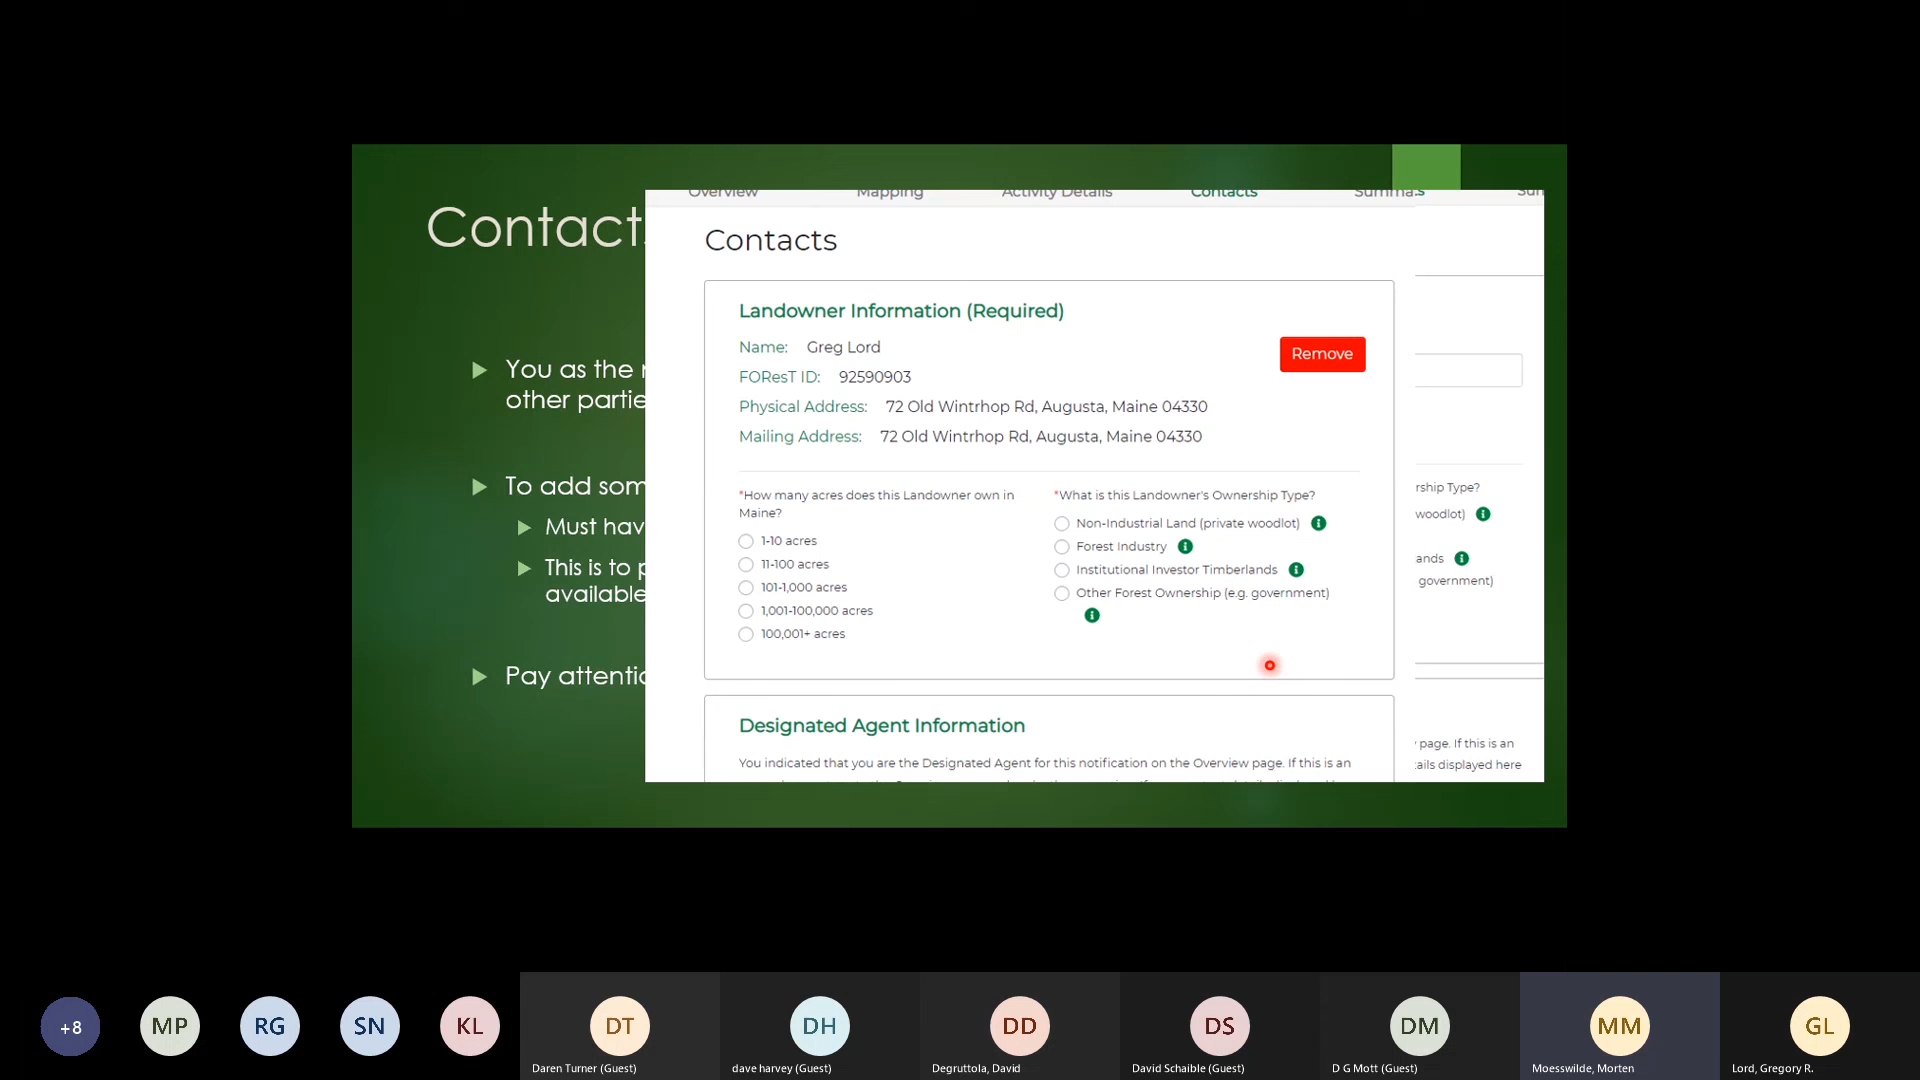 Overview Mapping Activity Details Contacts
Contact
Contacts
Landowner Information (Required)
Name: Greg Lord
Remove
FOResT ID: 92590903
Physical Address: 72 Old Wintrhop Rd, Augusta, Maine 04330
Mailing Address: 72 Old Wintrhop Rd, Augusta, Maine 04330
*How many acres does this Landowner own in
Maine?
1-10 acres
11-100 acres
101-1,000 acres
1,001-100,000 acres
100,001+ acres
*What is this Landowner's Ownership Type?
Non-Industrial Land (private woodlot)
Forest Industry
Institutional Investor Timberlands
Other Forest Ownership (e.g. government)
Designated Agent Information
You indicated that you are the Designated Agent for this notification on the Overview page. If this is an
You as the
other partie
To add som
Must hav
This is to p
available
Pay attentio
rship Type?
woodlot)
ands
government)
page. If this is an
ails displayed here
+8 MP RG SN KL DT DH DD DS DM MM GL
Daren Turner (Guest) dave harvey (Guest) Degruttola, David David Schaible (Guest) D G Mott (Guest) Moesswilde, Morten Lord, Gregory R.